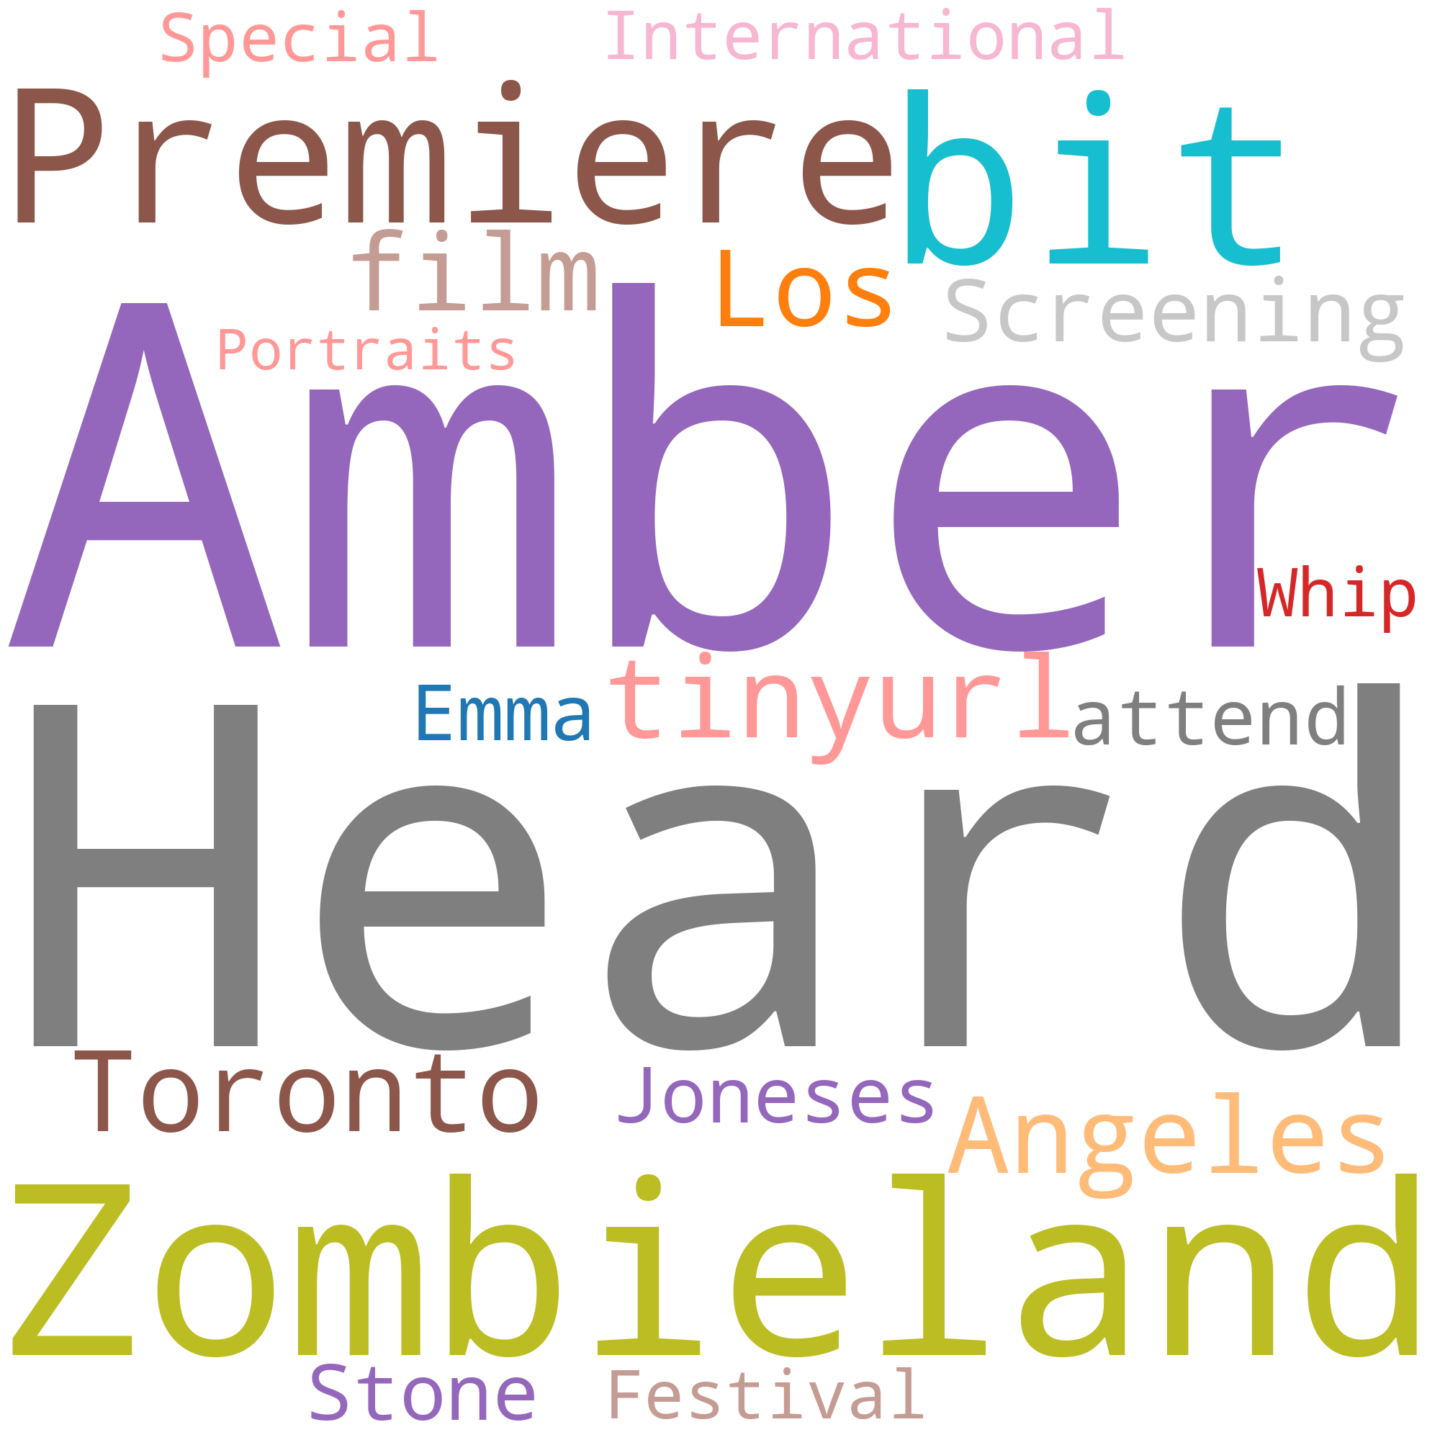 Special International
Premiere bit
film Los Screening
Portraits
Amber
Whip
Emma tinyurl attend
Heard
Toronto Joneses Angeles
Zombieland
Stone Festival